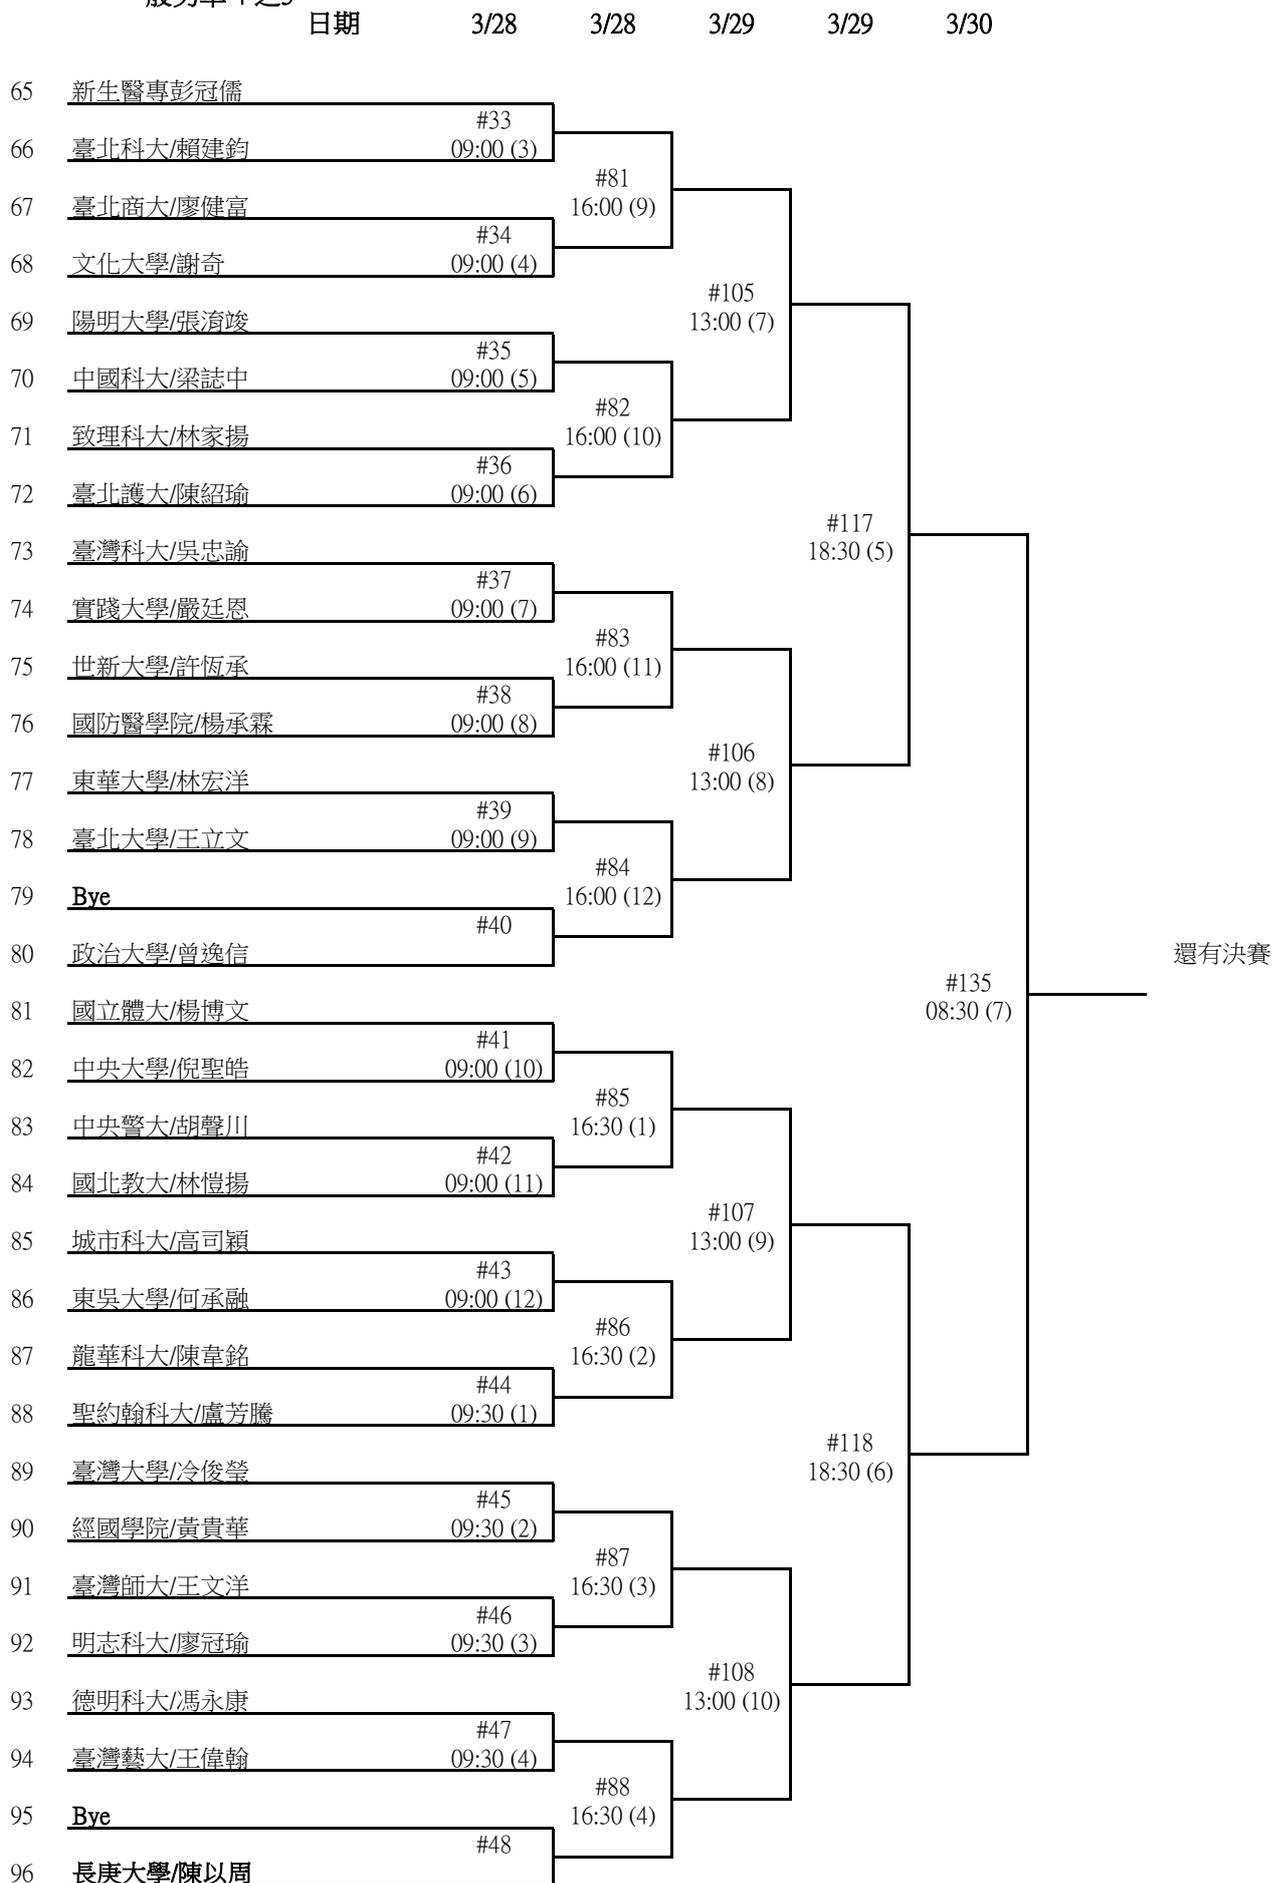 日期 3/28 3/28 3/29 3/29 3/30
65 新生醫專彭冠儒
#33
66 臺北科大/賴建鈞 09:00 (3)
#81
67 臺北商大/廖健富 16:00 (9)
#34
68 文化大學/謝奇 09:00 (4)
#105
69 陽明大學/張淯竣 13:00 (7)
#35
70 中國科大/梁誌中 09:00 (5)
#82
71 致理科大/林家揚 16:00 (10)
#36
72 臺北護大/陳紹瑜 09:00 (6)
#117
73 臺灣科大/吳忠諭 18:30 (5)
#37
74 實踐大學/嚴廷恩 09:00 (7)
#83
75 世新大學/許恆承 16:00 (11)
#38
76 國防醫學院/楊承霖 09:00 (8)
#106
77 東華大學/林宏洋 13:00 (8)
#39
78 臺北大學/王立文 09:00 (9)
#84
79 Bye 16:00 (12)
#40
80 政治大學/曾逸信 還有決賽
#135
81 國立體大/楊博文 08:30 (7)
#41
82 中央大學/倪聖皓 09:00 (10)
#85
83 中央警大/胡聲川 16:30 (1)
#42
84 國北教大/林愷揚 09:00 (11)
#107
85 城市科大/高司穎 13:00 (9)
#43
86 東吳大學/何承融 09:00 (12)
#86
87 龍華科大/陳韋銘 16:30 (2)
#44
88 聖約翰科大/盧芳騰 09:30 (1)
#118
89 臺灣大學/冷俊瑩 18:30 (6)
#45
90 經國學院/黃貴華 09:30 (2)
#87
91 臺灣師大/王文洋 16:30 (3)
#46
92 明志科大/廖冠瑜 09:30 (3)
#108
93 德明科大/馮永康 13:00 (10)
#47
94 臺灣藝大/王偉翰 09:30 (4)
#88
95 Bye 16:30 (4)
#48
96 長庚大學/陳以周